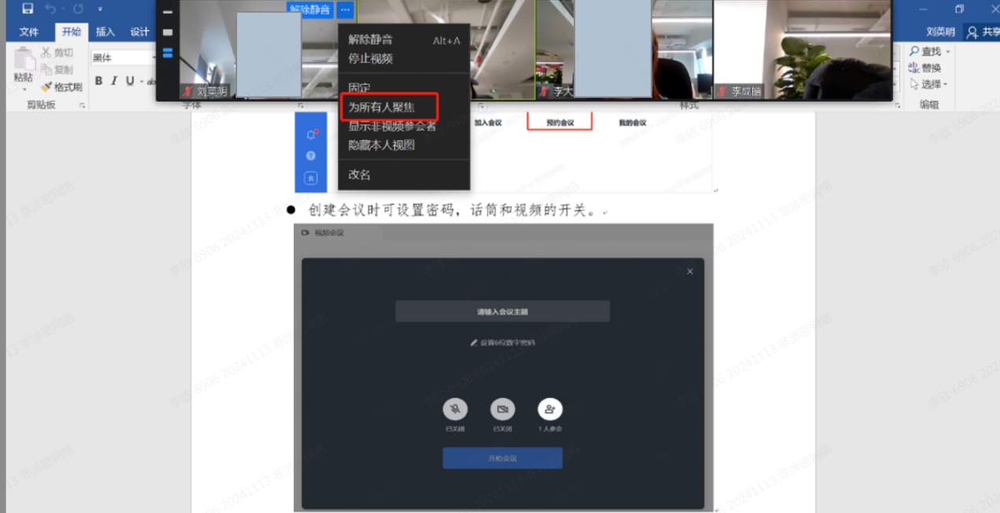 解除静音 ···
文件 开始 插入 设计
刘英明 共享
剪切
复制
粘贴 格式刷
剪贴板
黑体
B I U
字体
样式
查找
替换
选择
编辑
刘英明
李大
解除静音 Alt+A
停止视频
固定
为所有人聚焦
显示非视频参会者
隐藏本人视图
改名
加入会议 预约会议 我的会议
● 创建会议时可设置密码，话筒和视频的开关。
视频会议
请输入会议主题
设置6位数字密码
已关闭 已关闭 1人参会
开始会议
李欣 6906 20241113 非涉密网络